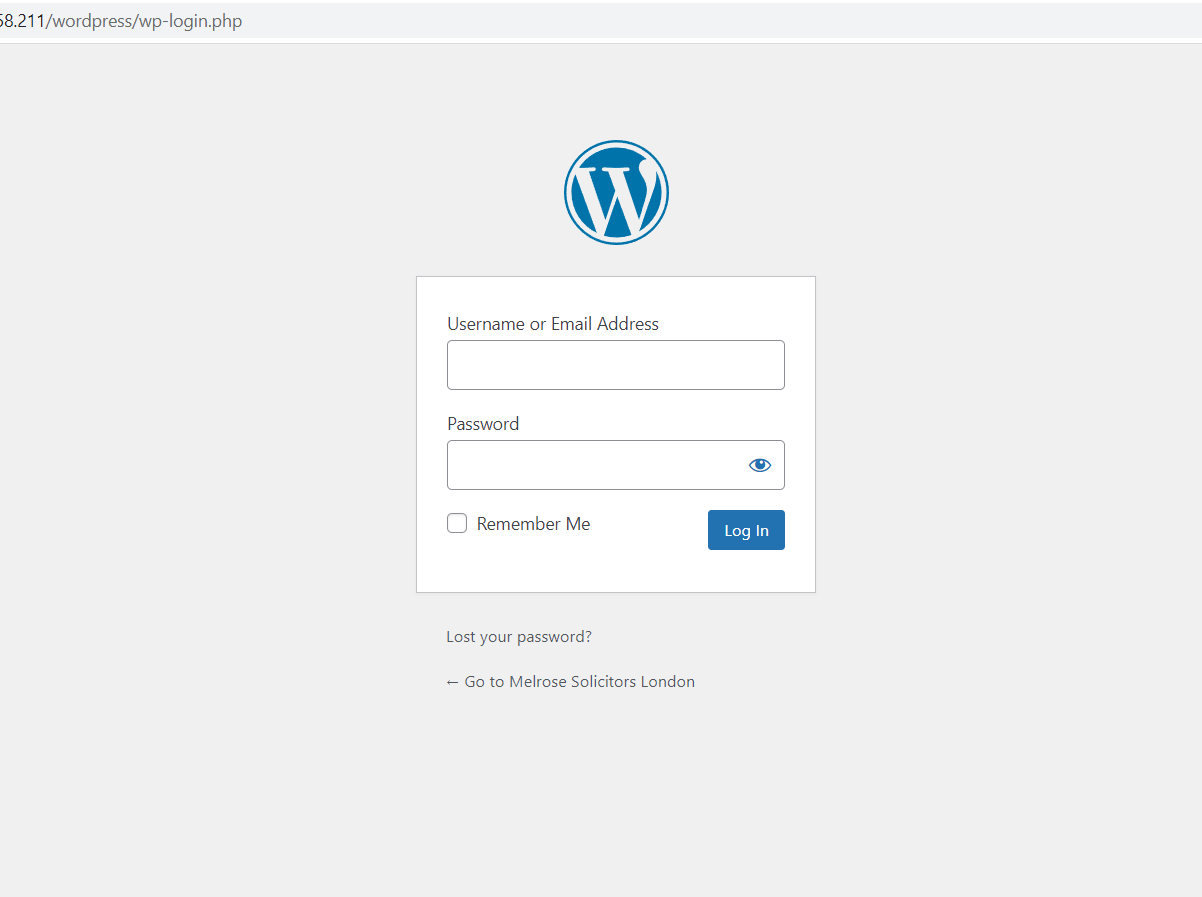 58.211/wordpress/wp-login.php
Username or Email Address
Password
Remember Me
Log In
Lost your password?
← Go to Melrose Solicitors London